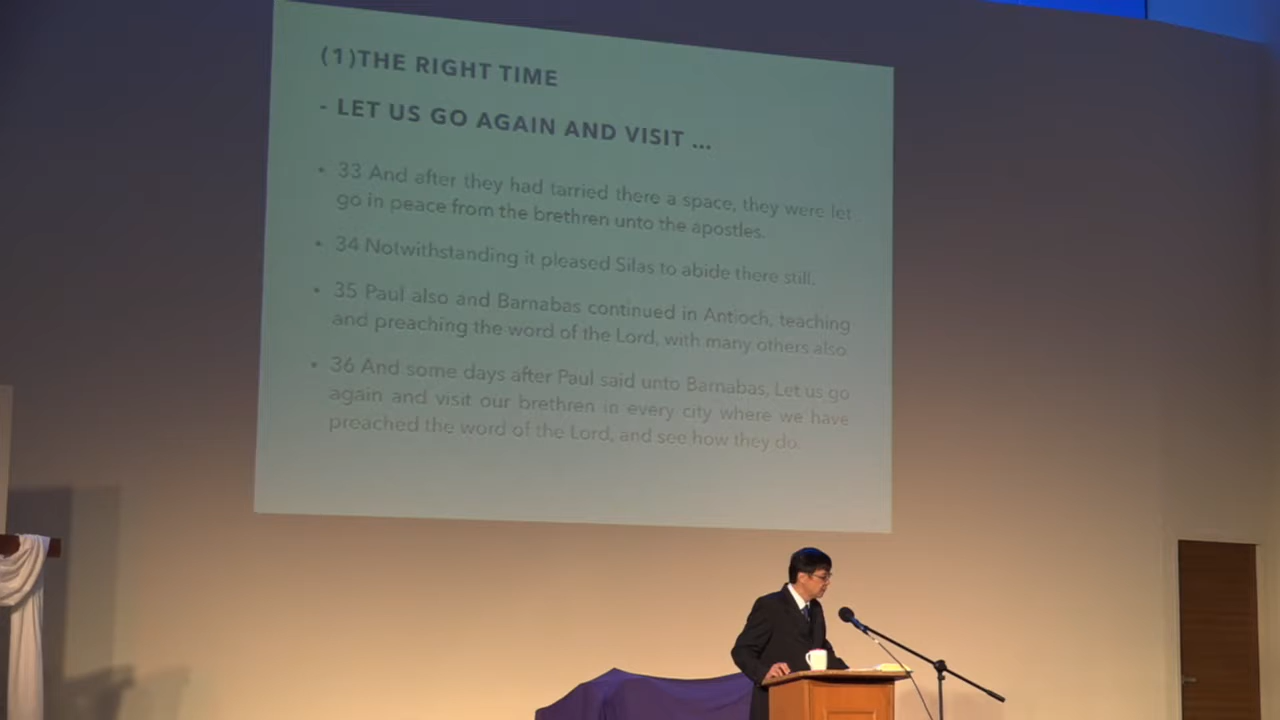 (1)THE RIGHT TIME
- LET US GO AGAIN AND VISIT ...
• 33 And after they had tarried there a space, they were let
go in peace from the brethren unto the apostles.
• 34 Notwithstanding it pleased Silas to abide there still.
• 35 Paul also and Barnabas continued in Antioch, teaching
and preaching the word of the Lord, with many others also.
• 36 And some days after Paul said unto Barnabas, Let us go
again and visit our brethren in every city where we have
preached the word of the Lord, and see how they do.